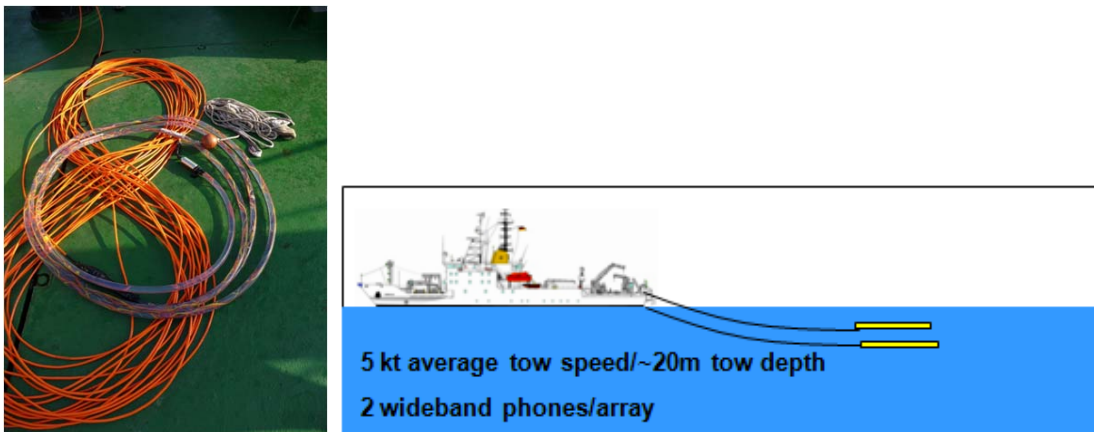 5 kt average tow speed/~20m tow depth
2 wideband phones/array